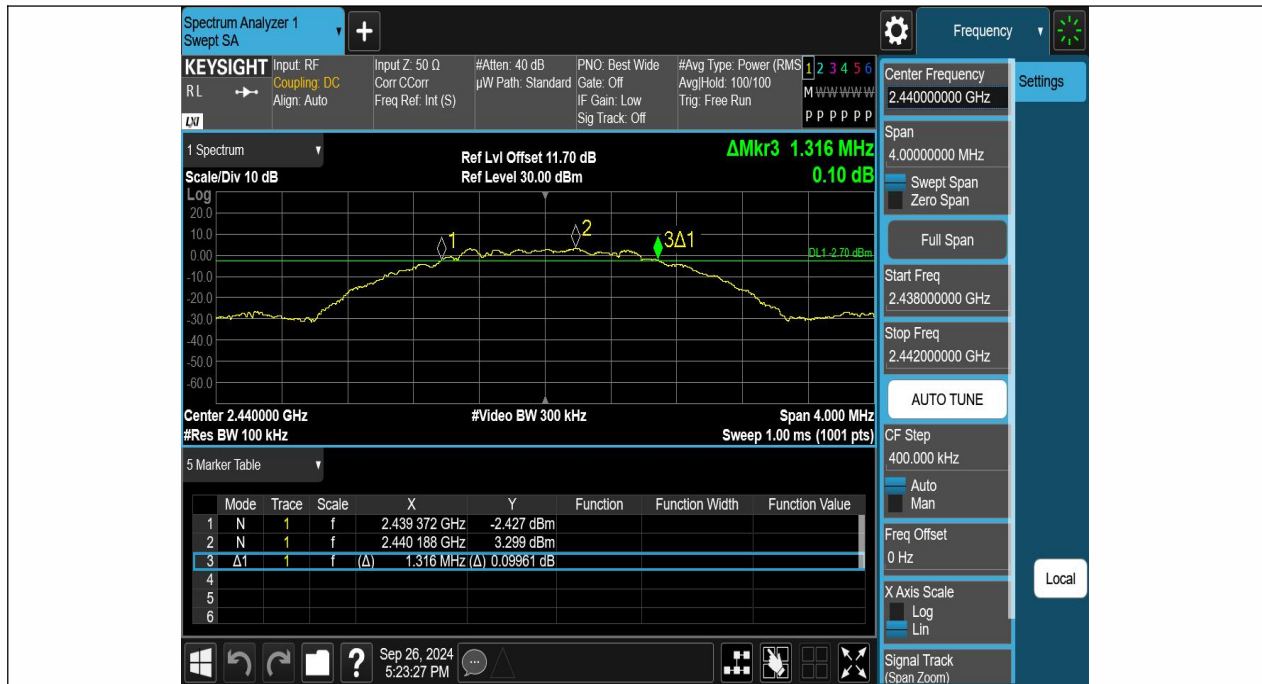 Spectrum Analyzer 1
Swept SA
+
Frequency
KEYSIGHT
RL
LXI
Input: RF
Coupling: DC
Align: Auto
Input Z: 50 Ω
Corr CCorr
Freq Ref: Int (S)
#Atten: 40 dB
µW Path: Standard
PNO: Best Wide
Gate: Off
IF Gain: Low
Sig Track: Off
#Avg Type: Power (RMS
Avg|Hold: 100/100
Trig: Free Run
1 2 3 4 5 6
M W W W W W
P P P P P P
1 Spectrum
Scale/Div 10 dB
Ref Lvl Offset 11.70 dB
Ref Level 30.00 dBm
ΔMkr3 1.316 MHz
0.10 dB
Log
20.0
10.0
0.00
-10.0
-20.0
-30.0
-40.0
-50.0
-60.0
1
2
3Δ1
DL1 -2.70 dBm
Center 2.440000 GHz
#Video BW 300 kHz
Span 4.000 MHz
#Res BW 100 kHz
Sweep 1.00 ms (1001 pts)
5 Marker Table
Mode Trace Scale X Y Function Function Width Function Value
1 N 1 f 2.439 372 GHz -2.427 dBm
2 N 1 f 2.440 188 GHz 3.299 dBm
3 Δ1 1 f (Δ) 1.316 MHz (Δ) 0.09961 dB
4
5
6
?
Sep 26, 2024
5:23:27 PM
Center Frequency
2.440000000 GHz
Settings
Span
4.00000000 MHz
Swept Span
Zero Span
Full Span
Start Freq
2.438000000 GHz
Stop Freq
2.442000000 GHz
AUTO TUNE
CF Step
400.000 kHz
Auto
Man
Freq Offset
0 Hz
X Axis Scale
Log
Lin
Local
Signal Track
(Span Zoom)